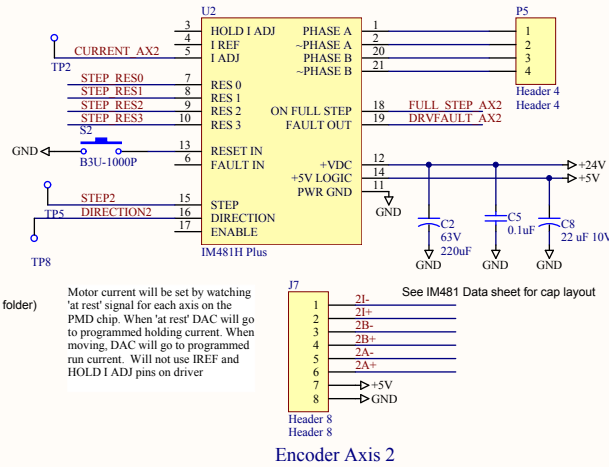 U2
P5
3 HOLD I ADJ PHASE A 1 1
4 I REF ~PHASE A 2 2
CURRENT_AX2 5 I ADJ PHASE B 20 3
~PHASE B 21 4
TP2
Header 4
Header 4
STEP_RES0 7 RES 0
STEP_RES1 8 RES 1
STEP_RES2 9 RES 2 ON FULL STEP 18 FULL_STEP_AX2
STEP_RES3 10 RES 3 FAULT OUT 19 DRVFAULT_AX2
S2
GND 13 RESET IN
B3U-1000P 6 FAULT IN
+VDC 12 +24V
+5V LOGIC 14 +5V
PWR GND 11
GND
STEP2 15 STEP
TP5 DIRECTION2 16 DIRECTION
17 ENABLE
TP8
IM481H Plus
C2
63V
220uF
GND
C5
0.1uF
GND
C8
22 uF 10V
GND
See IM481 Data sheet for cap layout
folder)
Motor current will be set by watching
'at rest' signal for each axis on the
PMD chip. When 'at rest' DAC will go
to programmed holding current. When
moving, DAC will go to programmed
run current. Will not use IREF and
HOLD I ADJ pins on driver
J7
1 2I-
2 2I+
3 2B-
4 2B+
5 2A-
6 2A+
7 +5V
8 GND
Header 8
Header 8
Encoder Axis 2